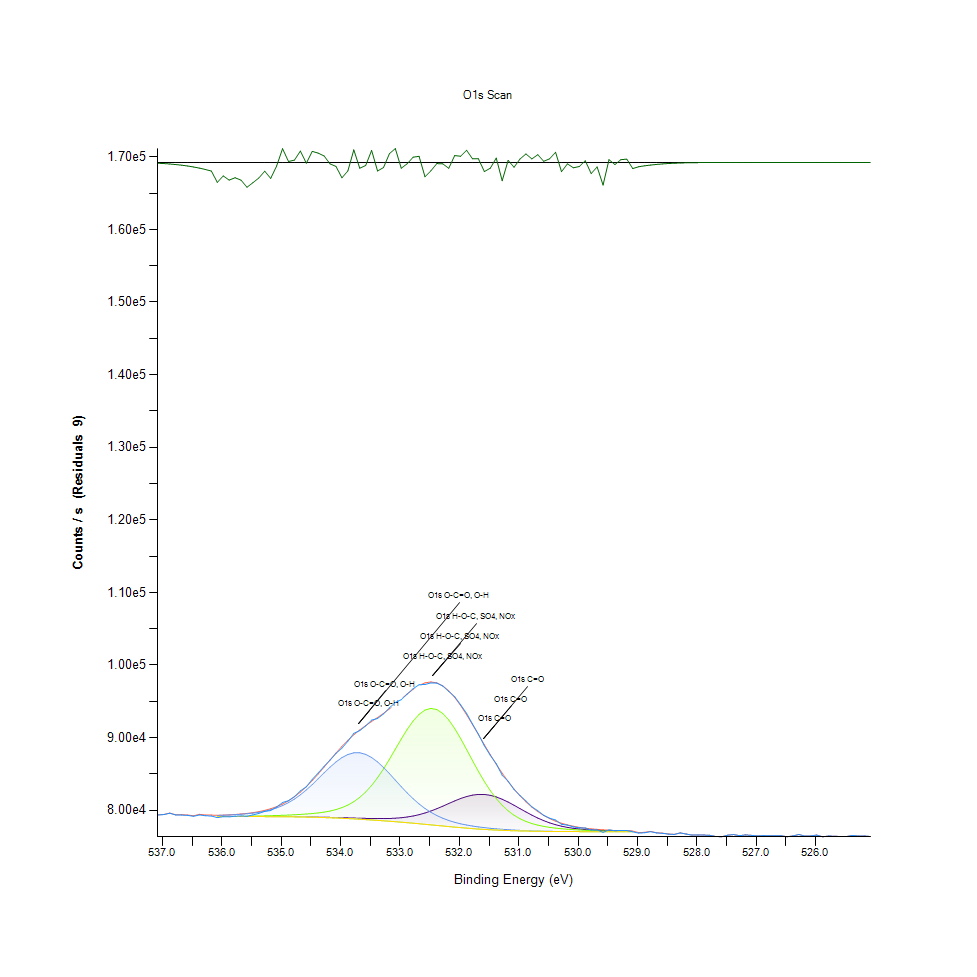 O1s Scan
1.70e5
1.60e5
1.50e5
1.40e5
1.30e5
1.20e5
1.10e5
1.00e5
9.00e4
8.00e4
Counts / s (Residuals 9)
O1s O-C=O, O-H
O1s H-O-C, SO4, NOx
O1s H-O-C, SO4, NOx
O1s H-O-C, SO4, NOx
O1s C=O
O1s O-C=O, O-H
O1s C=O
O1s O-C=O, O-H
O1s C=O
537.0 536.0 535.0 534.0 533.0 532.0 531.0 530.0 529.0 528.0 527.0 526.0
Binding Energy (eV)